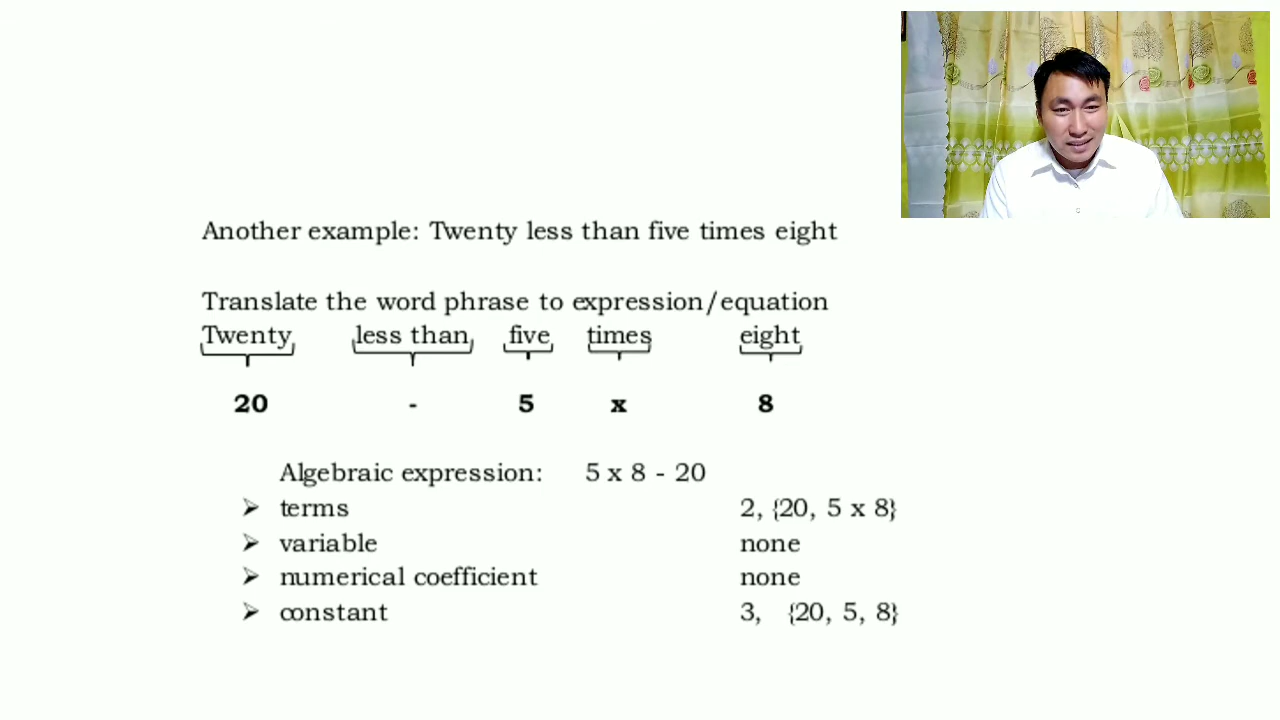 Another example: Twenty less than five times eight
Translate the word phrase to expression/equation
Twenty less than five times eight
20 - 5 x 8
Algebraic expression: 5 x 8 - 20
➢ terms 2, {20, 5 x 8}
➢ variable none
➢ numerical coefficient none
➢ constant 3, {20, 5, 8}